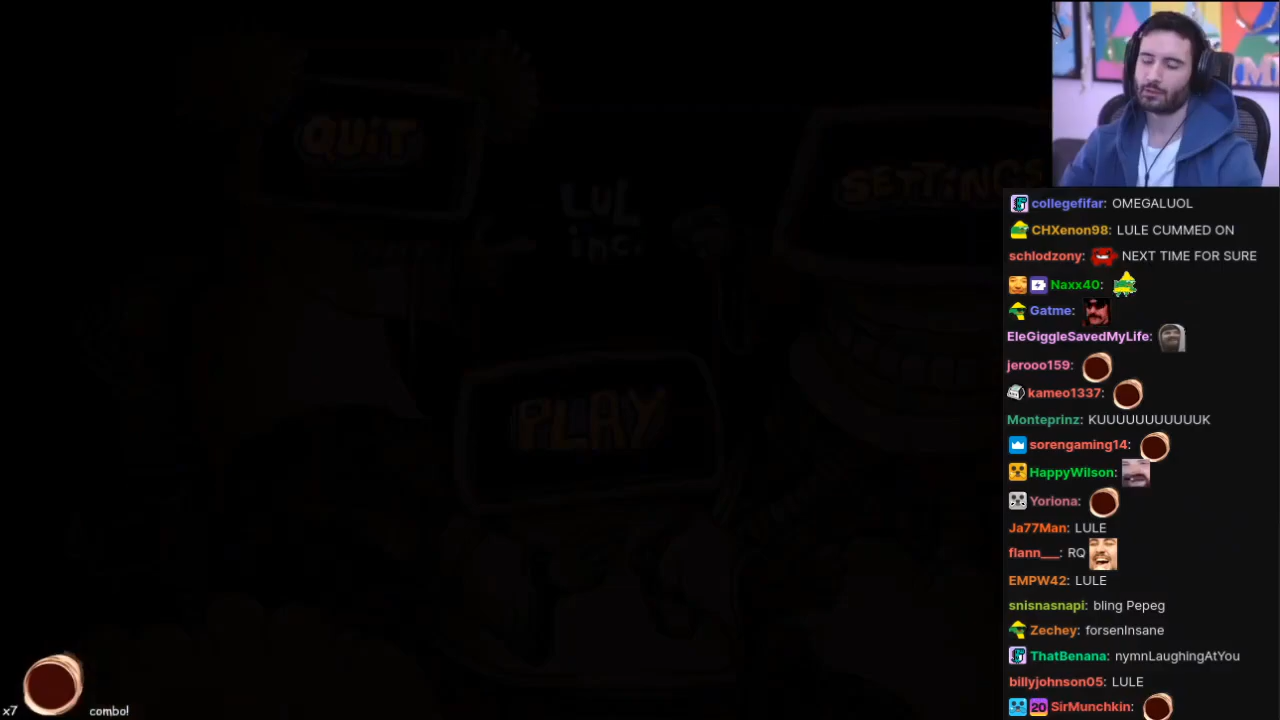 QUIT
SETTINGS
LUL
inc.
PLAY
collegefifar: OMEGALUOL
CHXenon98: LULE CUMMED ON
schlodzony: NEXT TIME FOR SURE
Naxx40:
Gatme:
EleGiggleSavedMyLife:
jerooo159:
kameo1337:
Monteprinz: KUUUUUUUUUUUK
sorengaming14:
HappyWilson:
Yoriona:
Ja77Man: LULE
flann___: RQ
EMPW42: LULE
snisnasnapi: bling Pepeg
Zechey: forsenInsane
ThatBenana: nymnLaughingAtYou
billyjohnson05: LULE
20 SirMunchkin:
x7 combo!